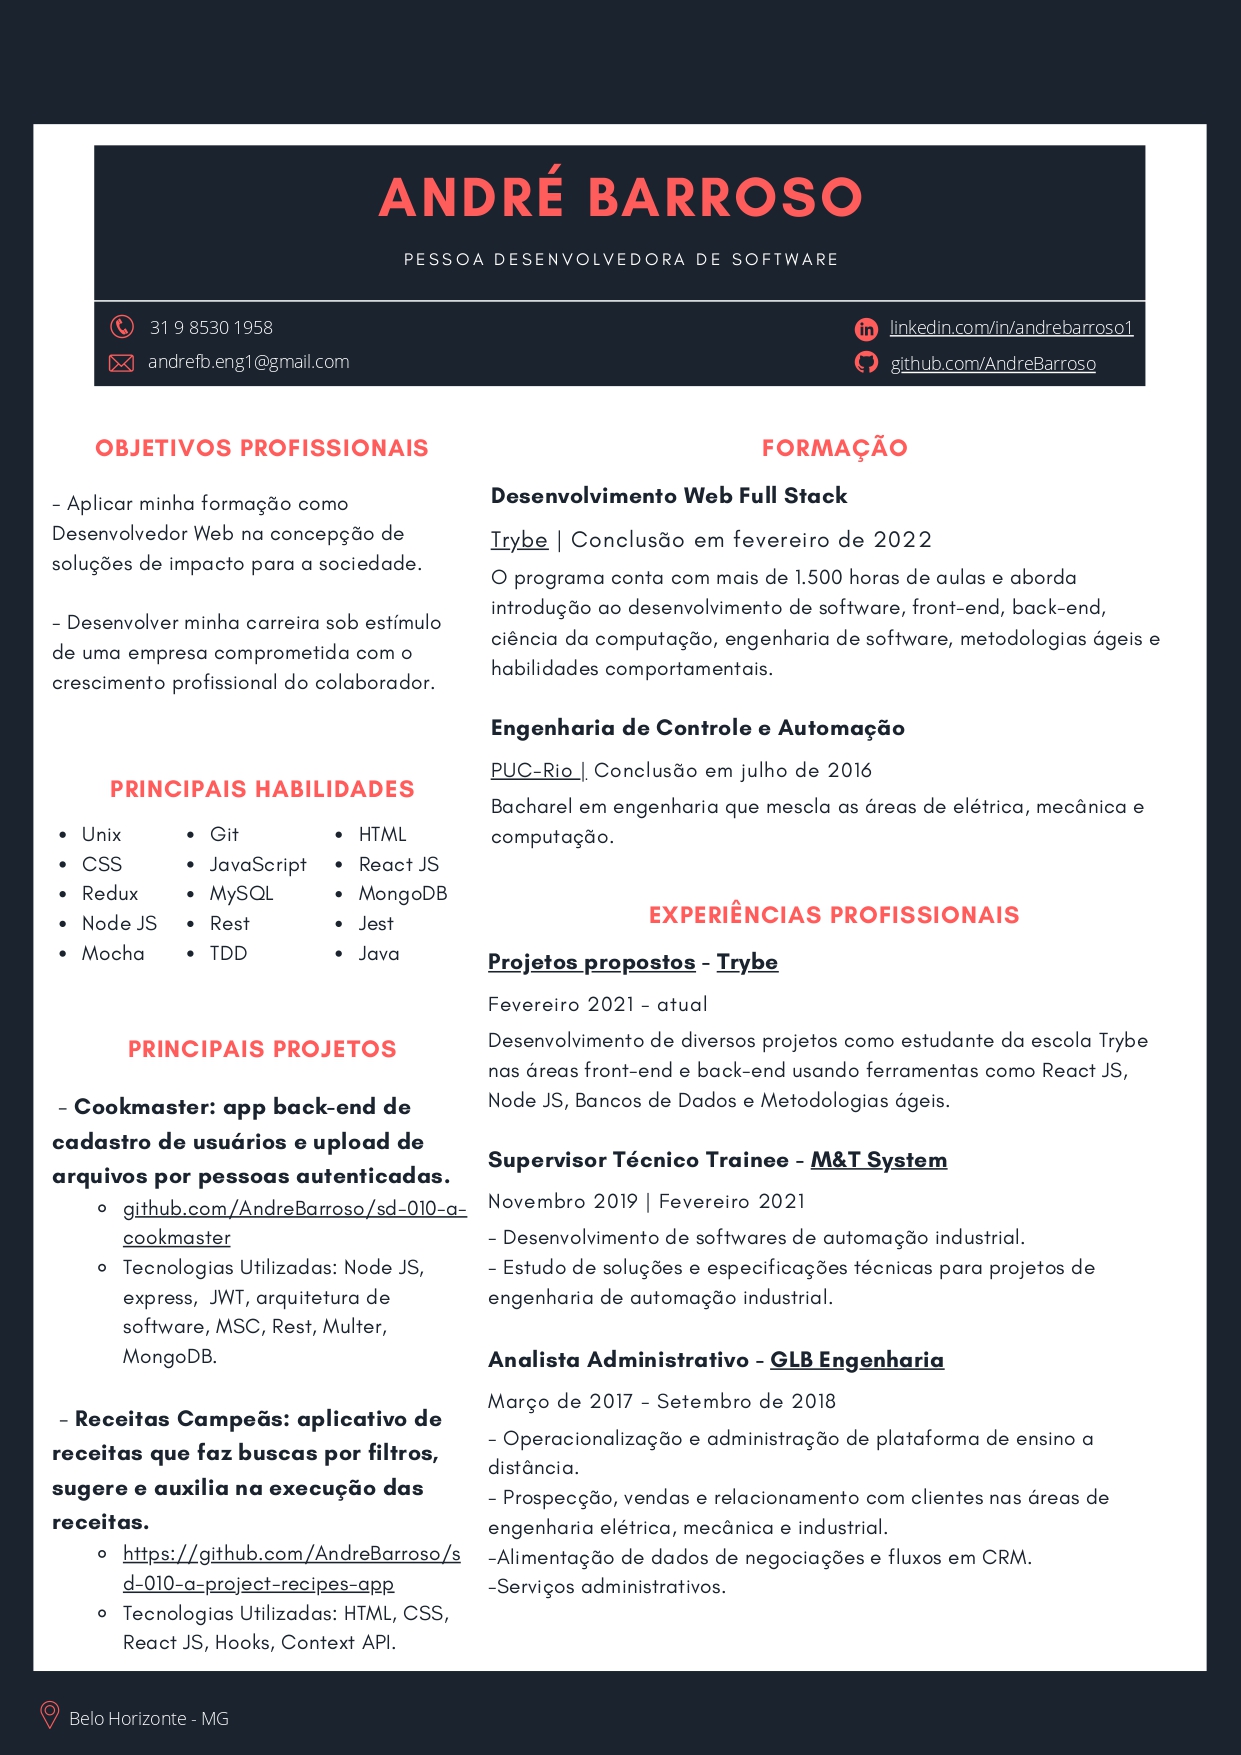 ANDRÉ BARROSO
PESSOA DESENVOLVEDORA DE SOFTWARE
31 9 8530 1958
andrefb.eng1@gmail.com
linkedin.com/in/andrebarroso1
github.com/AndreBarroso
OBJETIVOS PROFISSIONAIS
- Aplicar minha formação como
Desenvolvedor Web na concepção de
soluções de impacto para a sociedade.
- Desenvolver minha carreira sob estímulo
de uma empresa comprometida com o
crescimento profissional do colaborador.
PRINCIPAIS HABILIDADES
• Unix • Git • HTML
• CSS • JavaScript • React JS
• Redux • MySQL • MongoDB
• Node JS • Rest • Jest
• Mocha • TDD • Java
PRINCIPAIS PROJETOS
- Cookmaster: app back-end de
cadastro de usuários e upload de
arquivos por pessoas autenticadas.
github.com/AndreBarroso/sd-010-a-
cookmaster
Tecnologias Utilizadas: Node JS,
express, JWT, arquitetura de
software, MSC, Rest, Multer,
MongoDB.
- Receitas Campeãs: aplicativo de
receitas que faz buscas por filtros,
sugere e auxilia na execução das
receitas.
https://github.com/AndreBarroso/s
d-010-a-project-recipes-app
Tecnologias Utilizadas: HTML, CSS,
React JS, Hooks, Context API.
FORMAÇÃO
Desenvolvimento Web Full Stack
Trybe | Conclusão em fevereiro de 2022
O programa conta com mais de 1.500 horas de aulas e aborda
introdução ao desenvolvimento de software, front-end, back-end,
ciência da computação, engenharia de software, metodologias ágeis e
habilidades comportamentais.
Engenharia de Controle e Automação
PUC-Rio | Conclusão em julho de 2016
Bacharel em engenharia que mescla as áreas de elétrica, mecânica e
computação.
EXPERIÊNCIAS PROFISSIONAIS
Projetos propostos - Trybe
Fevereiro 2021 - atual
Desenvolvimento de diversos projetos como estudante da escola Trybe
nas áreas front-end e back-end usando ferramentas como React JS,
Node JS, Bancos de Dados e Metodologias ágeis.
Supervisor Técnico Trainee - M&T System
Novembro 2019 | Fevereiro 2021
- Desenvolvimento de softwares de automação industrial.
- Estudo de soluções e especificações técnicas para projetos de
engenharia de automação industrial.
Analista Administrativo - GLB Engenharia
Março de 2017 - Setembro de 2018
- Operacionalização e administração de plataforma de ensino a
distância.
- Prospecção, vendas e relacionamento com clientes nas áreas de
engenharia elétrica, mecânica e industrial.
-Alimentação de dados de negociações e fluxos em CRM.
-Serviços administrativos.
Belo Horizonte - MG